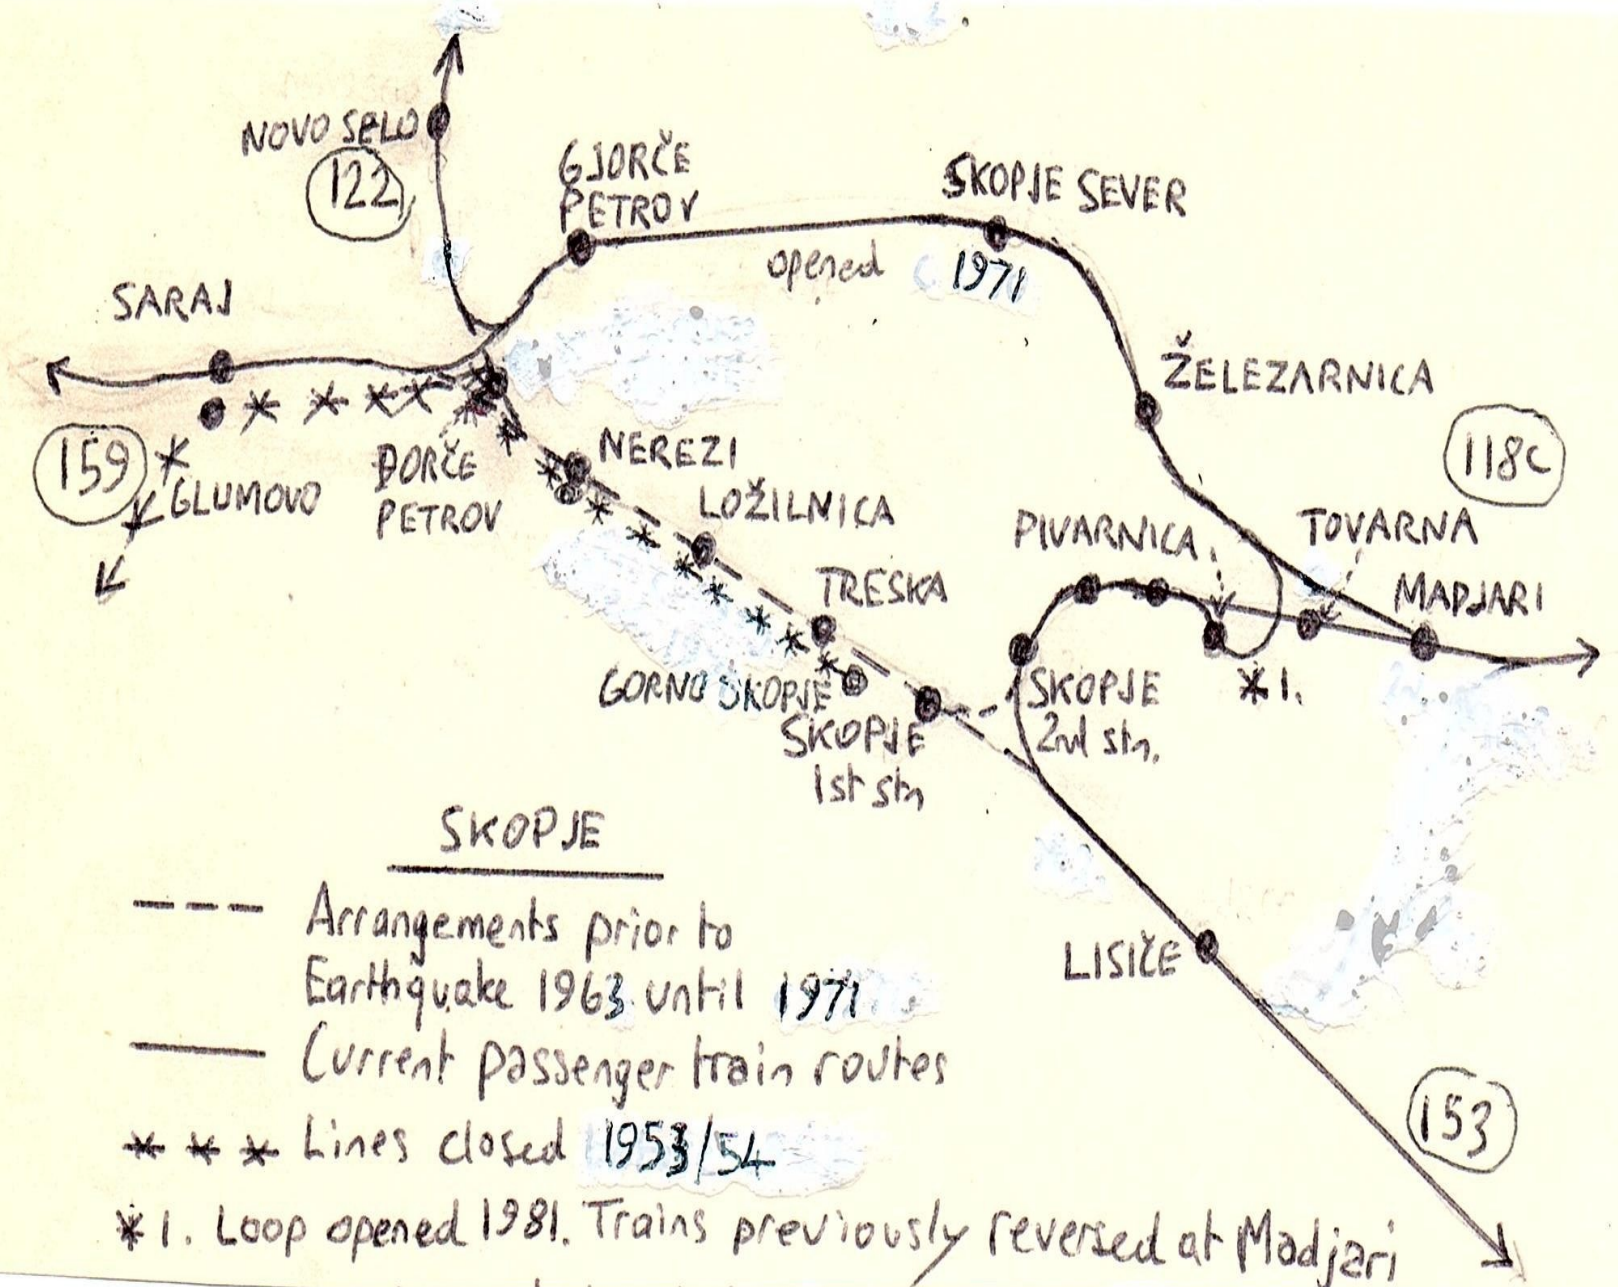 NOVO SELO
122
GJORČE
PETROV
SKOPJE SEVER
opened 1971
SARAJ
ŽELEZARNICA
118c
159
GLUMOVO
ĐORČE
PETROV
NEREZI
LOŽILNICA
PIVARNICA
TOVARNA
TRESKA
MADJARI
GORNO SKOPJE
SKOPJE
1st stn
SKOPJE
2nd stn.
*1.
LISIČE
153
SKOPJE
--- Arrangements prior to
Earthquake 1963 until 1971
Current passenger train routes
* * * Lines closed 1953/54
*1. Loop opened 1981. Trains previously reversed at Madjari